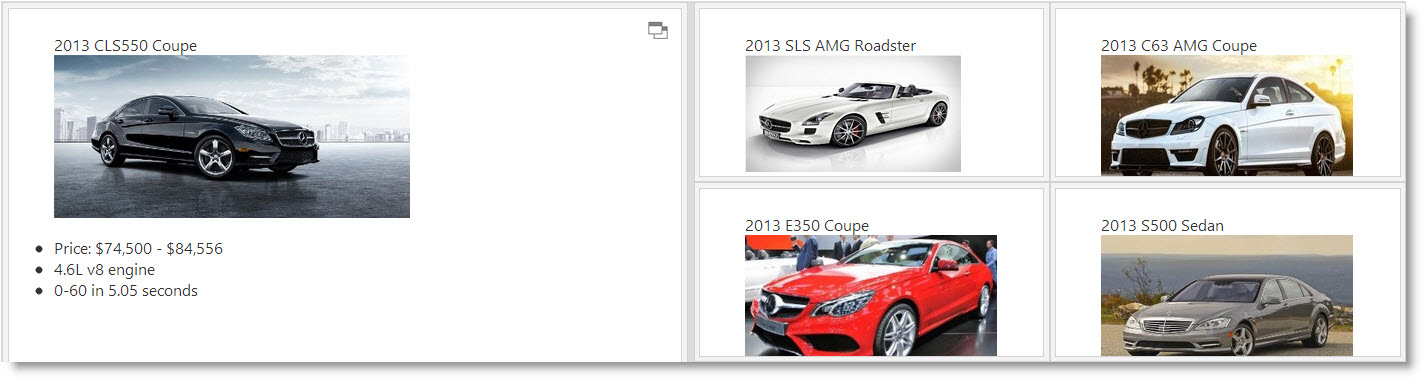 2013 CLS550 Coupe
Price: $74,500 - $84,556
4.6L v8 engine
0-60 in 5.05 seconds
2013 SLS AMG Roadster
2013 C63 AMG Coupe
2013 E350 Coupe
2013 S500 Sedan